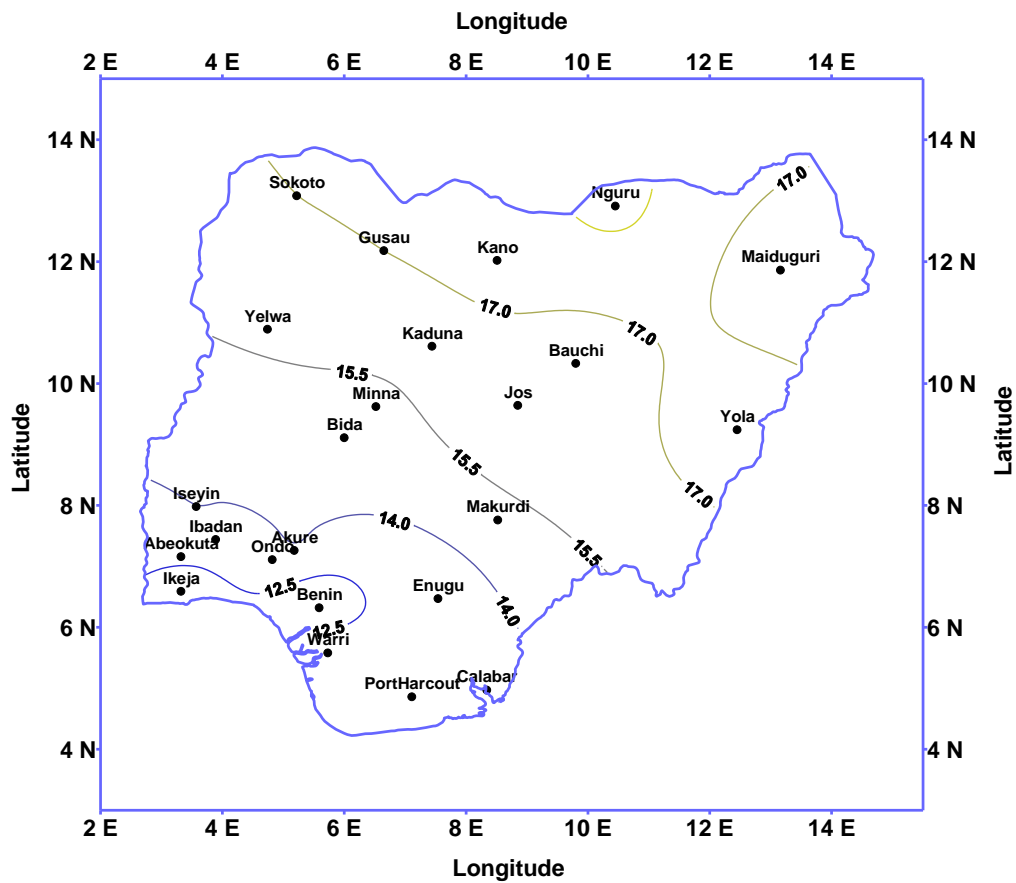 Longitude
2 E 4 E 6 E 8 E 10 E 12 E 14 E
14 N 14 N
17.0
Sokoto
Nguru
Gusau
Kano
Maiduguri
12 N 12 N
17.0
Yelwa
Kaduna
17.0
Bauchi
15.5
10 N 10 N
Minna
Jos
Bida
Yola
Latitude
Latitude
15.5
17.0
Iseyin
8 N 8 N
Makurdi
14.0
Ibadan
Akure
Abeokuta
Ondo
15.5
Ikeja
12.5
Enugu
Benin
14.0
6 N 6 N
12.5
Warri
PortHarcout
Calabar
4 N 4 N
2 E 4 E 6 E 8 E 10 E 12 E 14 E
Longitude